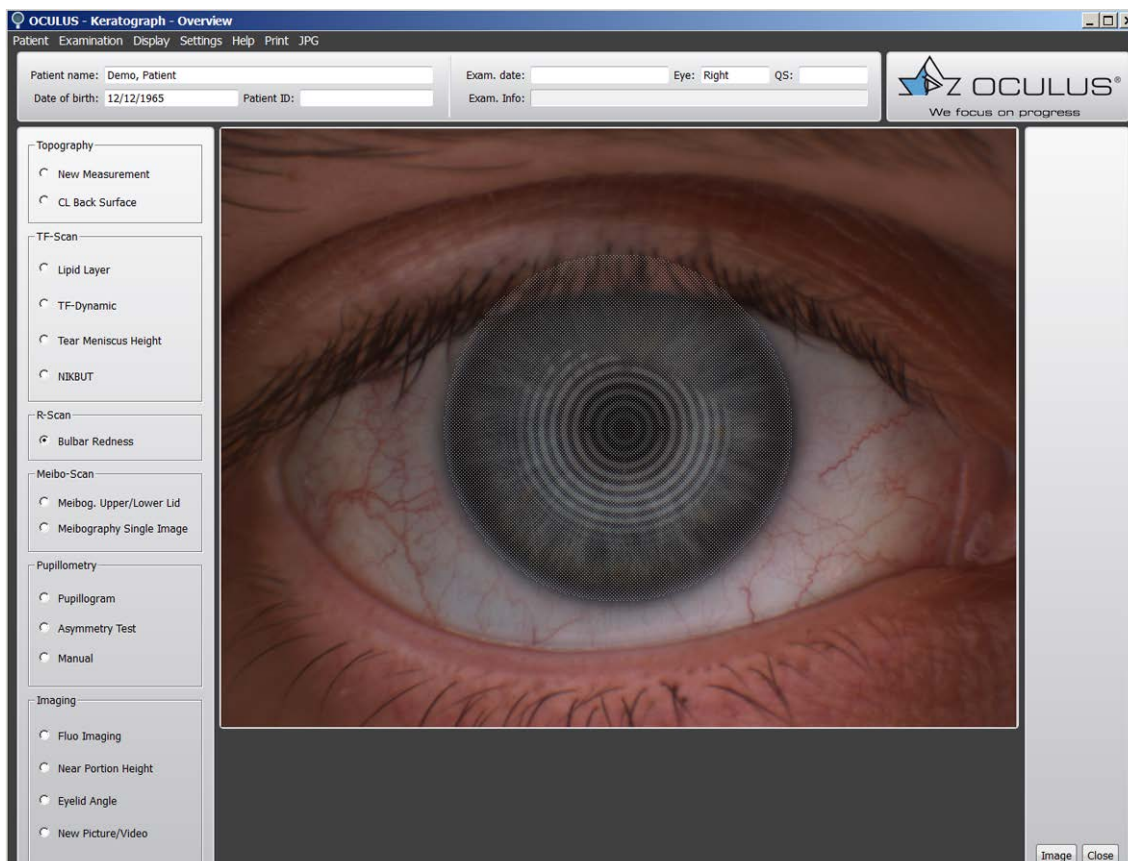 OCULUS - Keratograph - Overview
Patient Examination Display Settings Help Print JPG
Patient name: Demo, Patient
Date of birth: 12/12/1965 Patient ID:
Exam. date: Eye: Right QS:
Exam. Info:
OCULUS®
We focus on progress
Topography
New Measurement
CL Back Surface
TF-Scan
Lipid Layer
TF-Dynamic
Tear Meniscus Height
NIKBUT
R-Scan
Bulbar Redness
Meibo-Scan
Meibog. Upper/Lower Lid
Meibography Single Image
Pupillometry
Pupillogram
Asymmetry Test
Manual
Imaging
Fluo Imaging
Near Portion Height
Eyelid Angle
New Picture/Video
Image Close